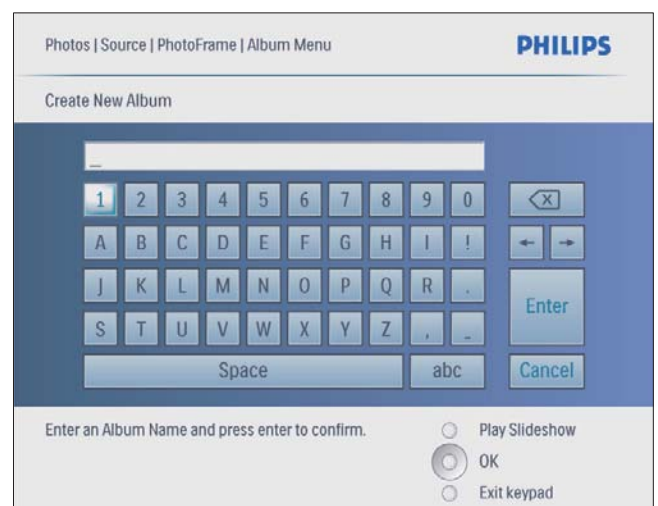 Photos | Source | PhotoFrame | Album Menu PHILIPS
Create New Album
_
1 2 3 4 5 6 7 8 9 0
A B C D E F G H I !
J K L M N O P Q R .
Enter
S T U V W X Y Z , _
Space abc Cancel
Enter an Album Name and press enter to confirm. Play Slideshow
OK
Exit keypad